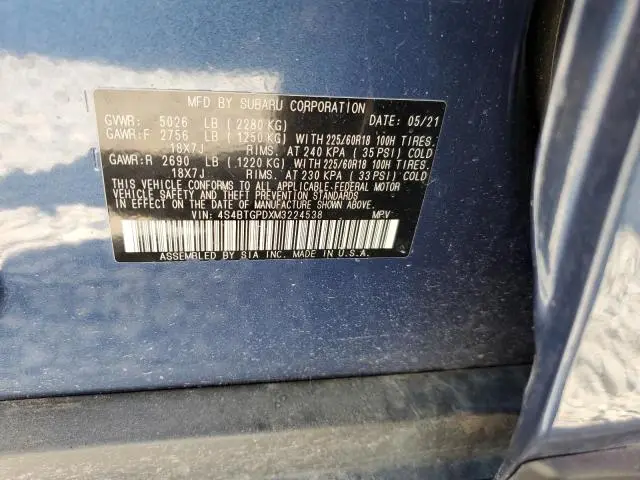 MFD BY SUBARU CORPORATION
GVWR: 5026 LB (2280 KG) DATE: 05/21
GAWR:F 2756 LB (1250 KG) WITH 225/60R18 100H TIRES.
18X7J RIMS. AT 240 KPA (35 PSI) COLD
GAWR:R 2690 LB (1220 KG) WITH 225/60R18 100H TIRES.
18X7J RIMS. AT 230 KPA (33 PSI) COLD
THIS VEHICLE CONFORMS TO ALL APPLICABLE FEDERAL MOTOR
VEHICLE SAFETY AND THEFT PREVENTION STANDARDS
IN EFFECT ON THE DATE OF MANUFACTURE SHOWN ABOVE.
VIN: 4S4BTGPDXM3224538 MPV
ASSEMBLED BY SIA INC. MADE IN U.S.A.